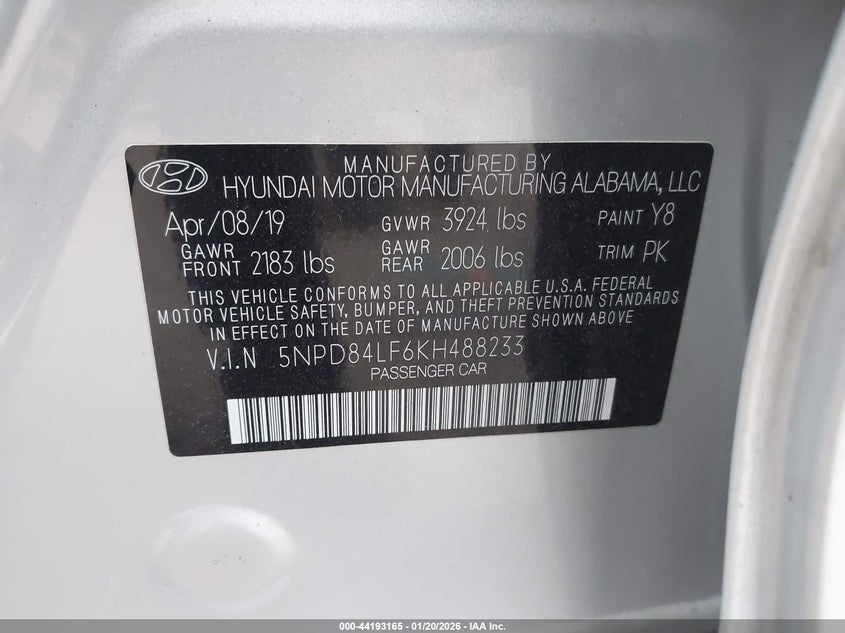 MANUFACTURED BY
HYUNDAI MOTOR MANUFACTURING ALABAMA, LLC
Apr/08/19 GVWR 3924 lbs PAINT Y8
GAWR FRONT 2183 lbs GAWR REAR 2006 lbs TRIM PK
THIS VEHICLE CONFORMS TO ALL APPLICABLE U.S.A. FEDERAL
MOTOR VEHICLE SAFETY, BUMPER, AND THEFT PREVENTION STANDARDS
IN EFFECT ON THE DATE OF MANUFACTURE SHOWN ABOVE
V.I.N 5NPD84LF6KH488233
PASSENGER CAR
000-44193165 - 01/20/2026 - IAA Inc.